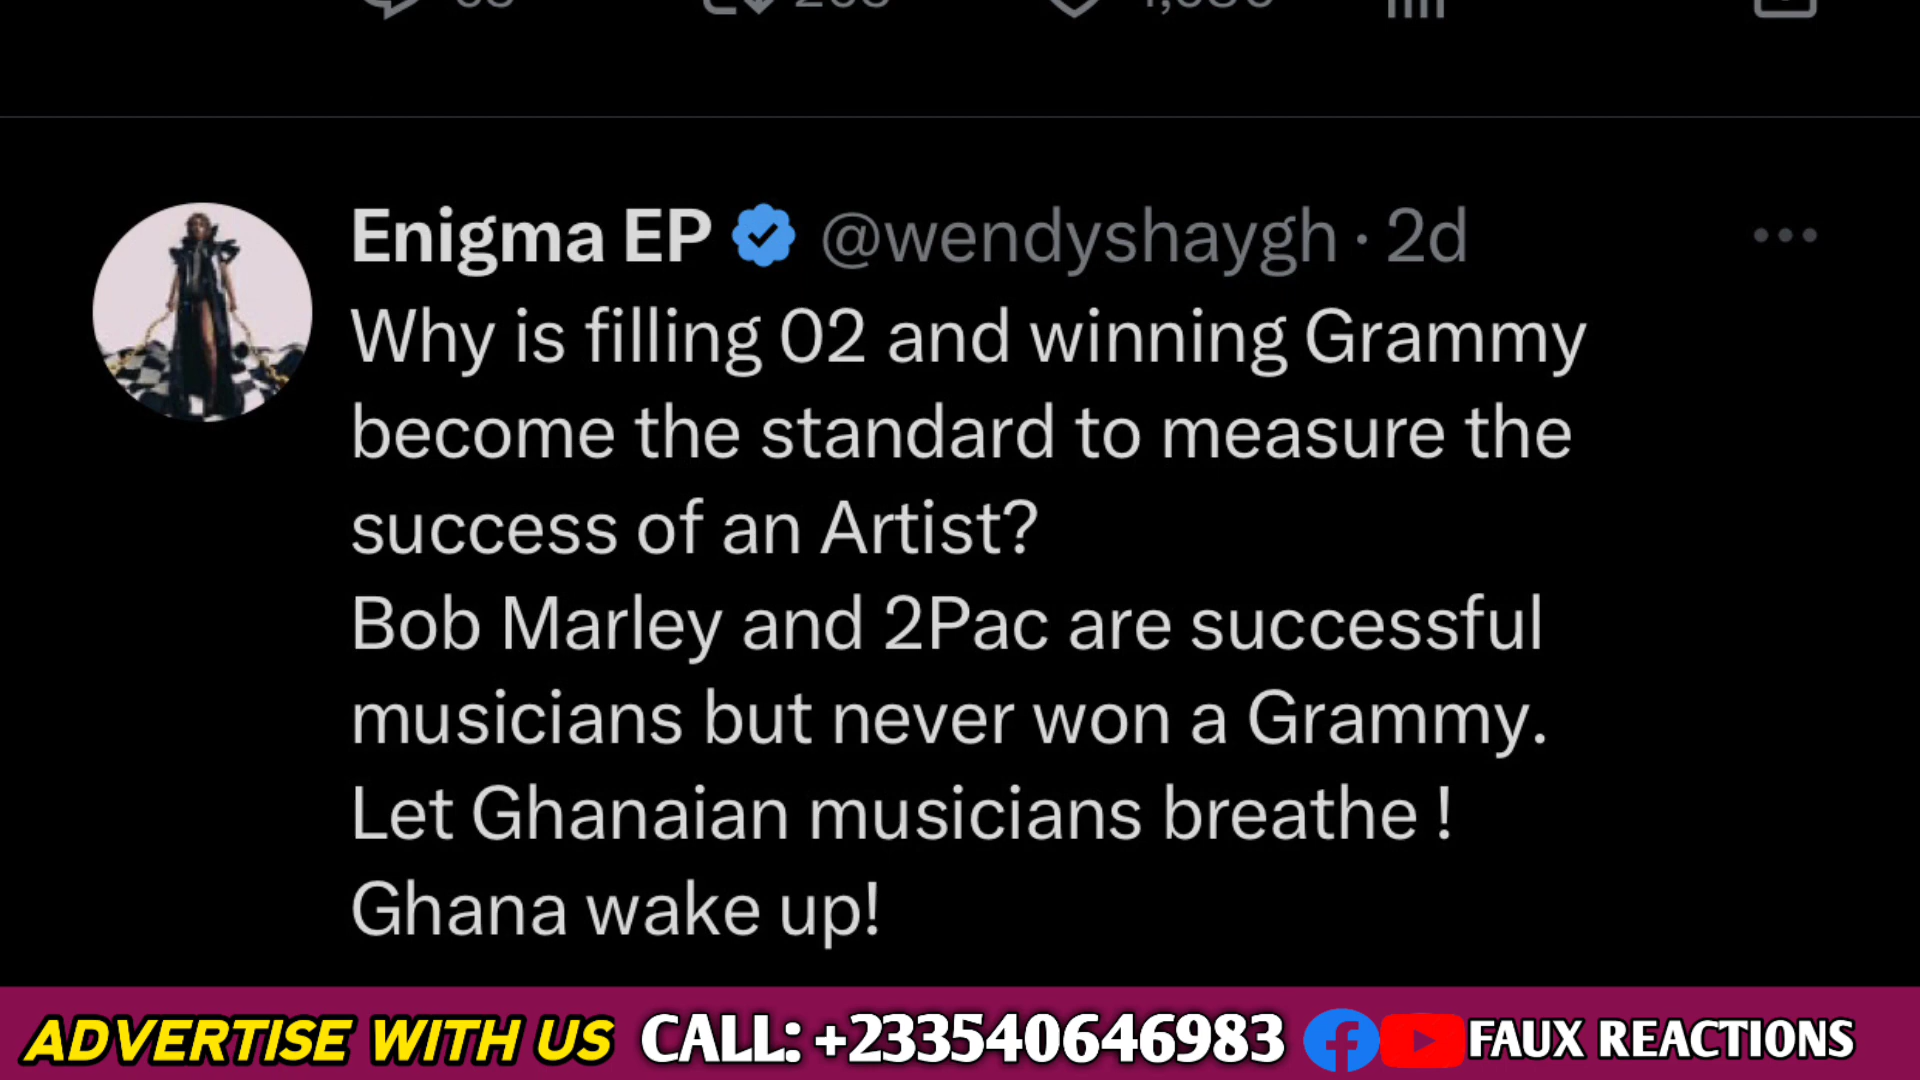 Enigma EP @wendyshaygh · 2d
Why is filling 02 and winning Grammy
become the standard to measure the
success of an Artist?
Bob Marley and 2Pac are successful
musicians but never won a Grammy.
Let Ghanaian musicians breathe !
Ghana wake up!
ADVERTISE WITH US CALL: +233540646983 FAUX REACTIONS